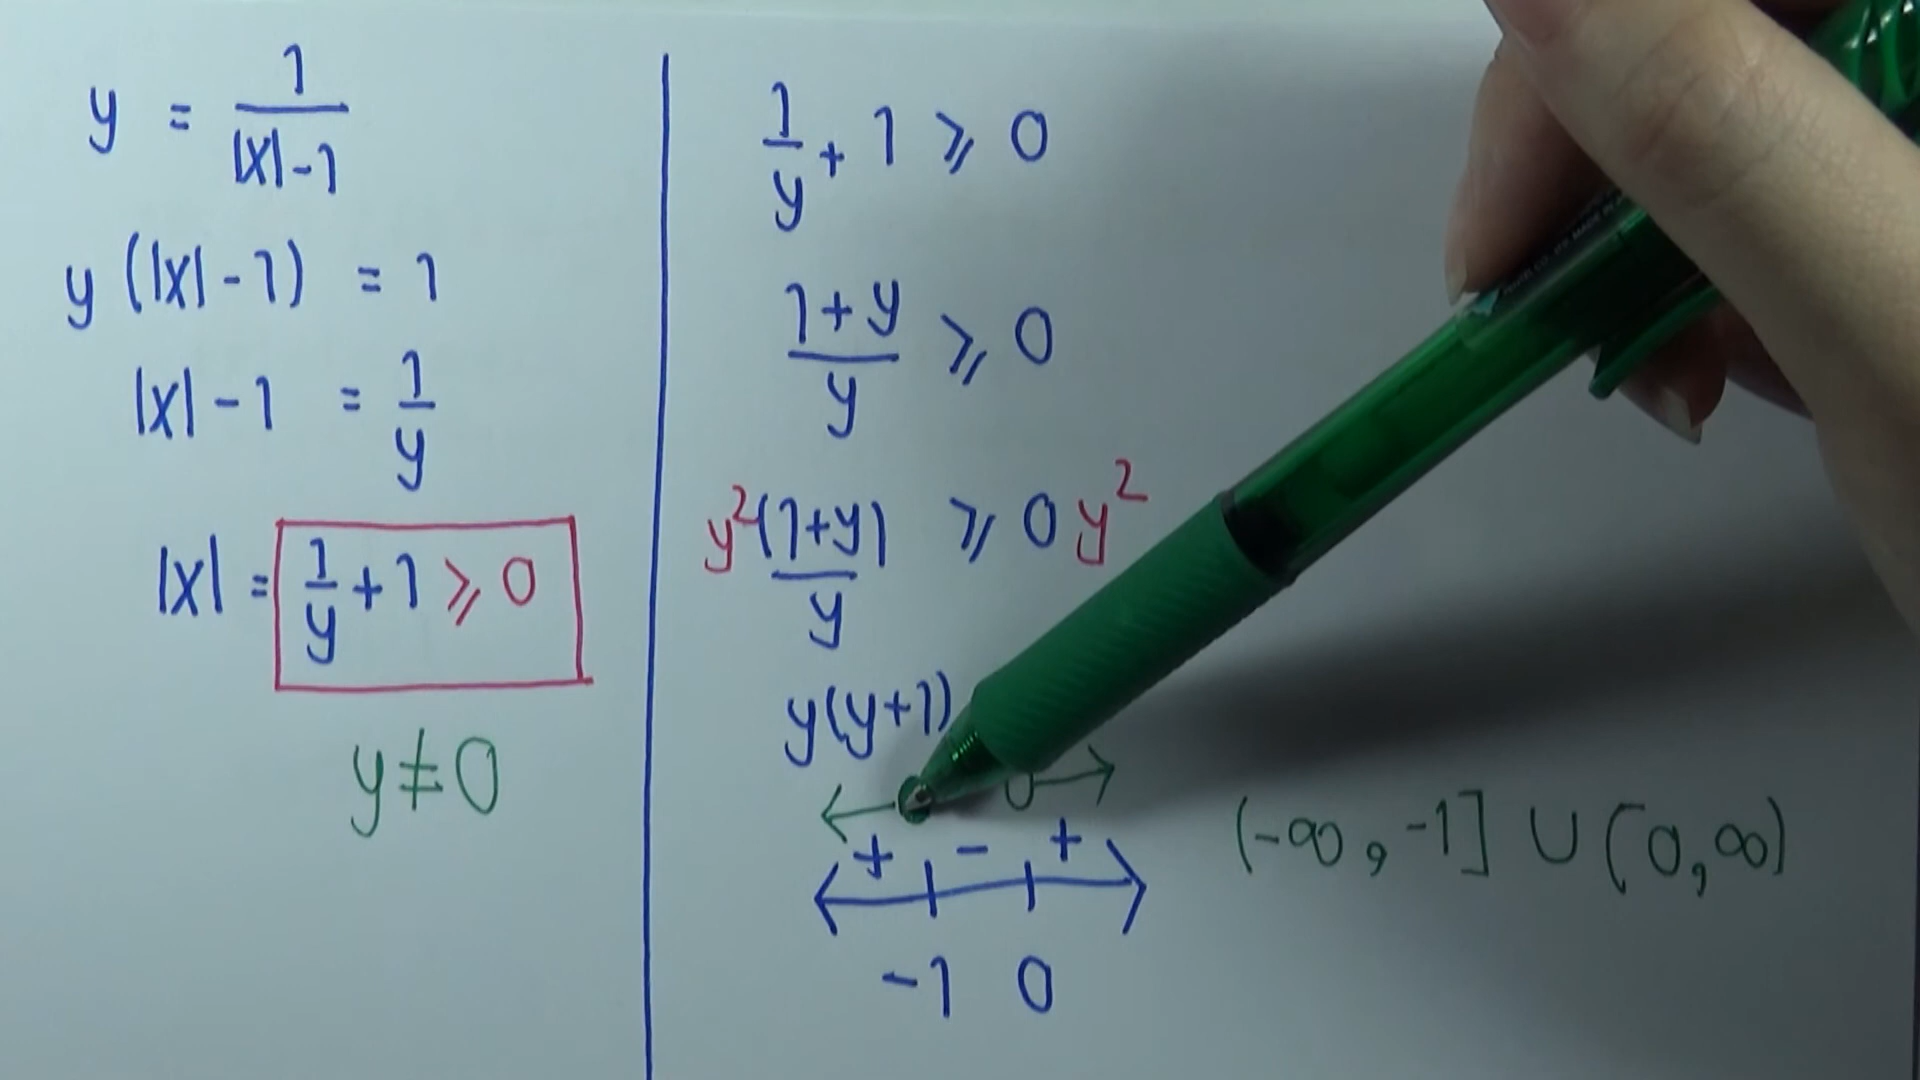 y = 1/(|x|-1)
y(|x|-1) = 1
|x|-1 = 1/y
|x| = 1/y + 1 ≥ 0
y ≠ 0
1/y + 1 ≥ 0
(1+y)/y ≥ 0
y²(1+y)/y ≥ 0 y²
y(y+1)
+ - +
-1 0
(-∞, -1] ∪ (0, ∞)